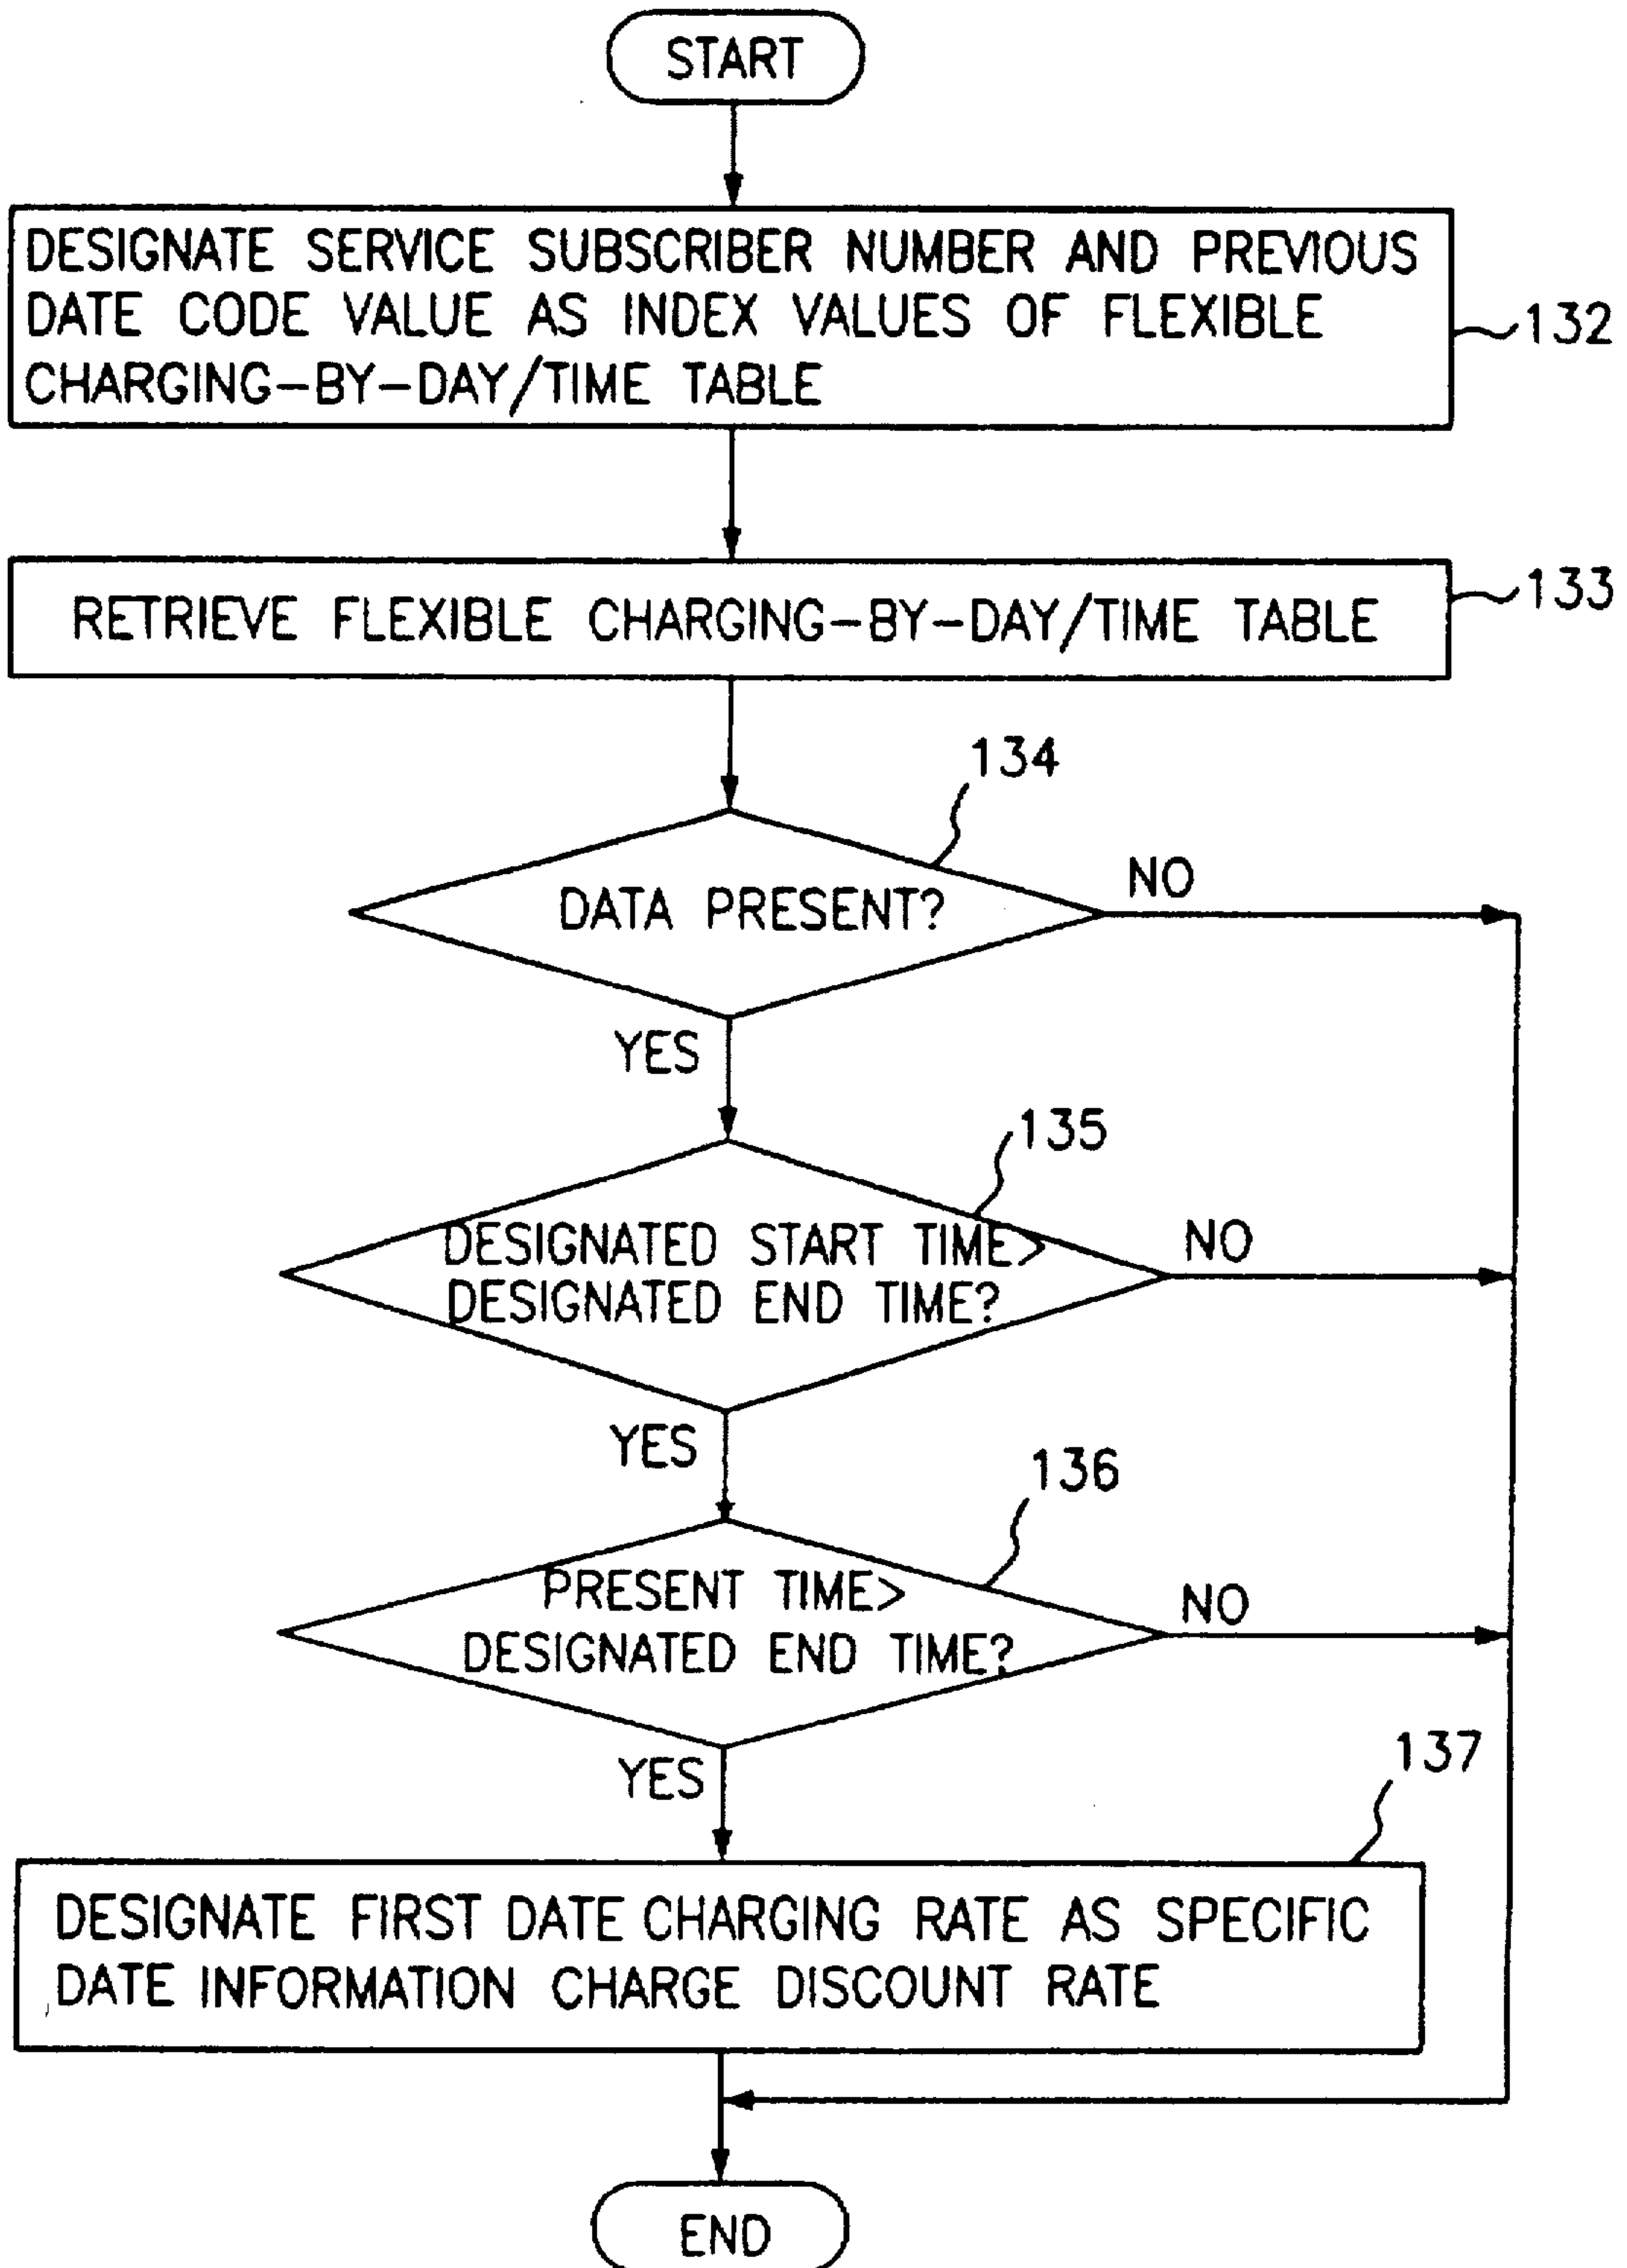 START
DESIGNATE SERVICE SUBSCRIBER NUMBER AND PREVIOUS
DATE CODE VALUE AS INDEX VALUES OF FLEXIBLE
CHARGING-BY-DAY/TIME TABLE
132
RETRIEVE FLEXIBLE CHARGING-BY-DAY/TIME TABLE
133
134
DATA PRESENT?
NO
YES
135
DESIGNATED START TIME>
DESIGNATED END TIME?
NO
YES
136
PRESENT TIME>
DESIGNATED END TIME?
NO
YES
137
DESIGNATE FIRST DATE CHARGING RATE AS SPECIFIC
DATE INFORMATION CHARGE DISCOUNT RATE
END